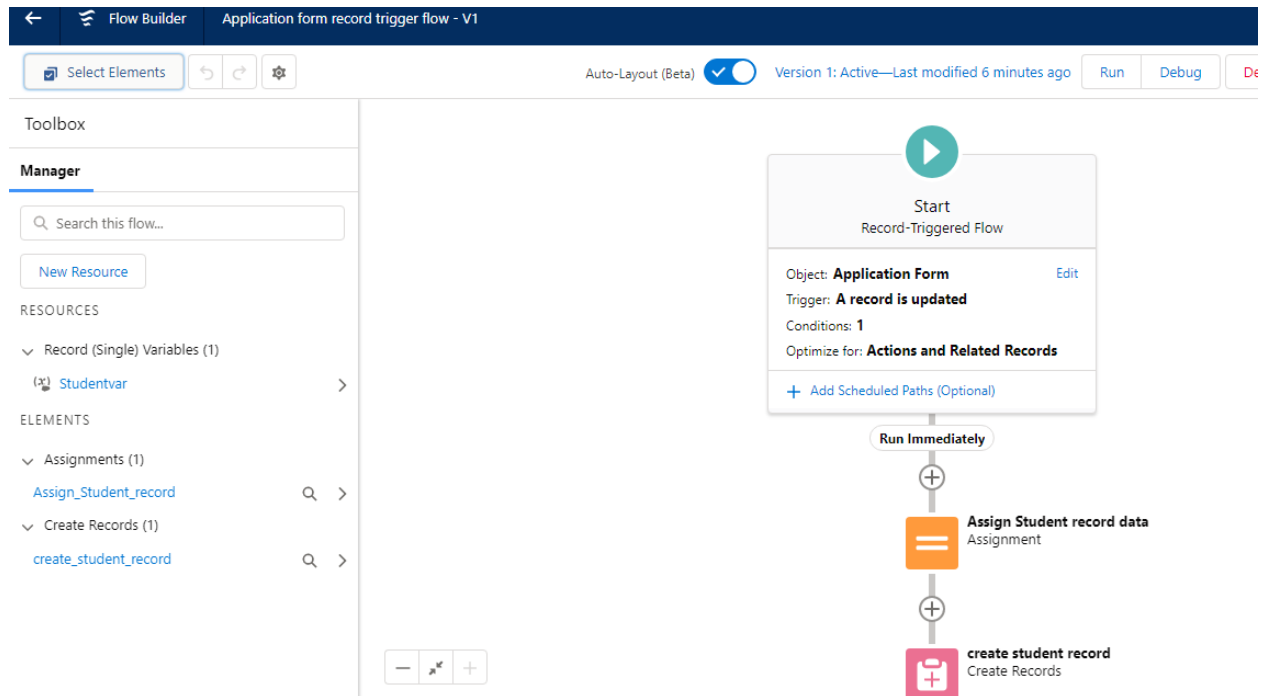 Flow Builder
Application form record trigger flow - V1
Select Elements
Auto-Layout (Beta)
Version 1: Active—Last modified 6 minutes ago
Run
Debug
De
Toolbox
Manager
Search this flow...
New Resource
RESOURCES
Record (Single) Variables (1)
Studentvar
ELEMENTS
Assignments (1)
Assign_Student_record
Create Records (1)
create_student_record
Start
Record-Triggered Flow
Object: Application Form
Edit
Trigger: A record is updated
Conditions: 1
Optimize for: Actions and Related Records
+ Add Scheduled Paths (Optional)
Run Immediately
Assign Student record data
Assignment
create student record
Create Records